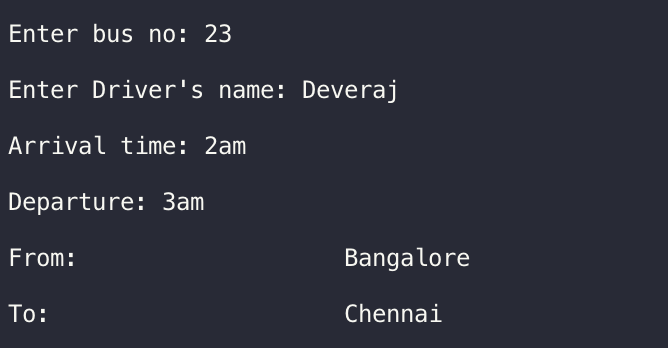 Enter bus no: 23
Enter Driver's name: Deveraj
Arrival time: 2am
Departure: 3am
From: Bangalore
To: Chennai